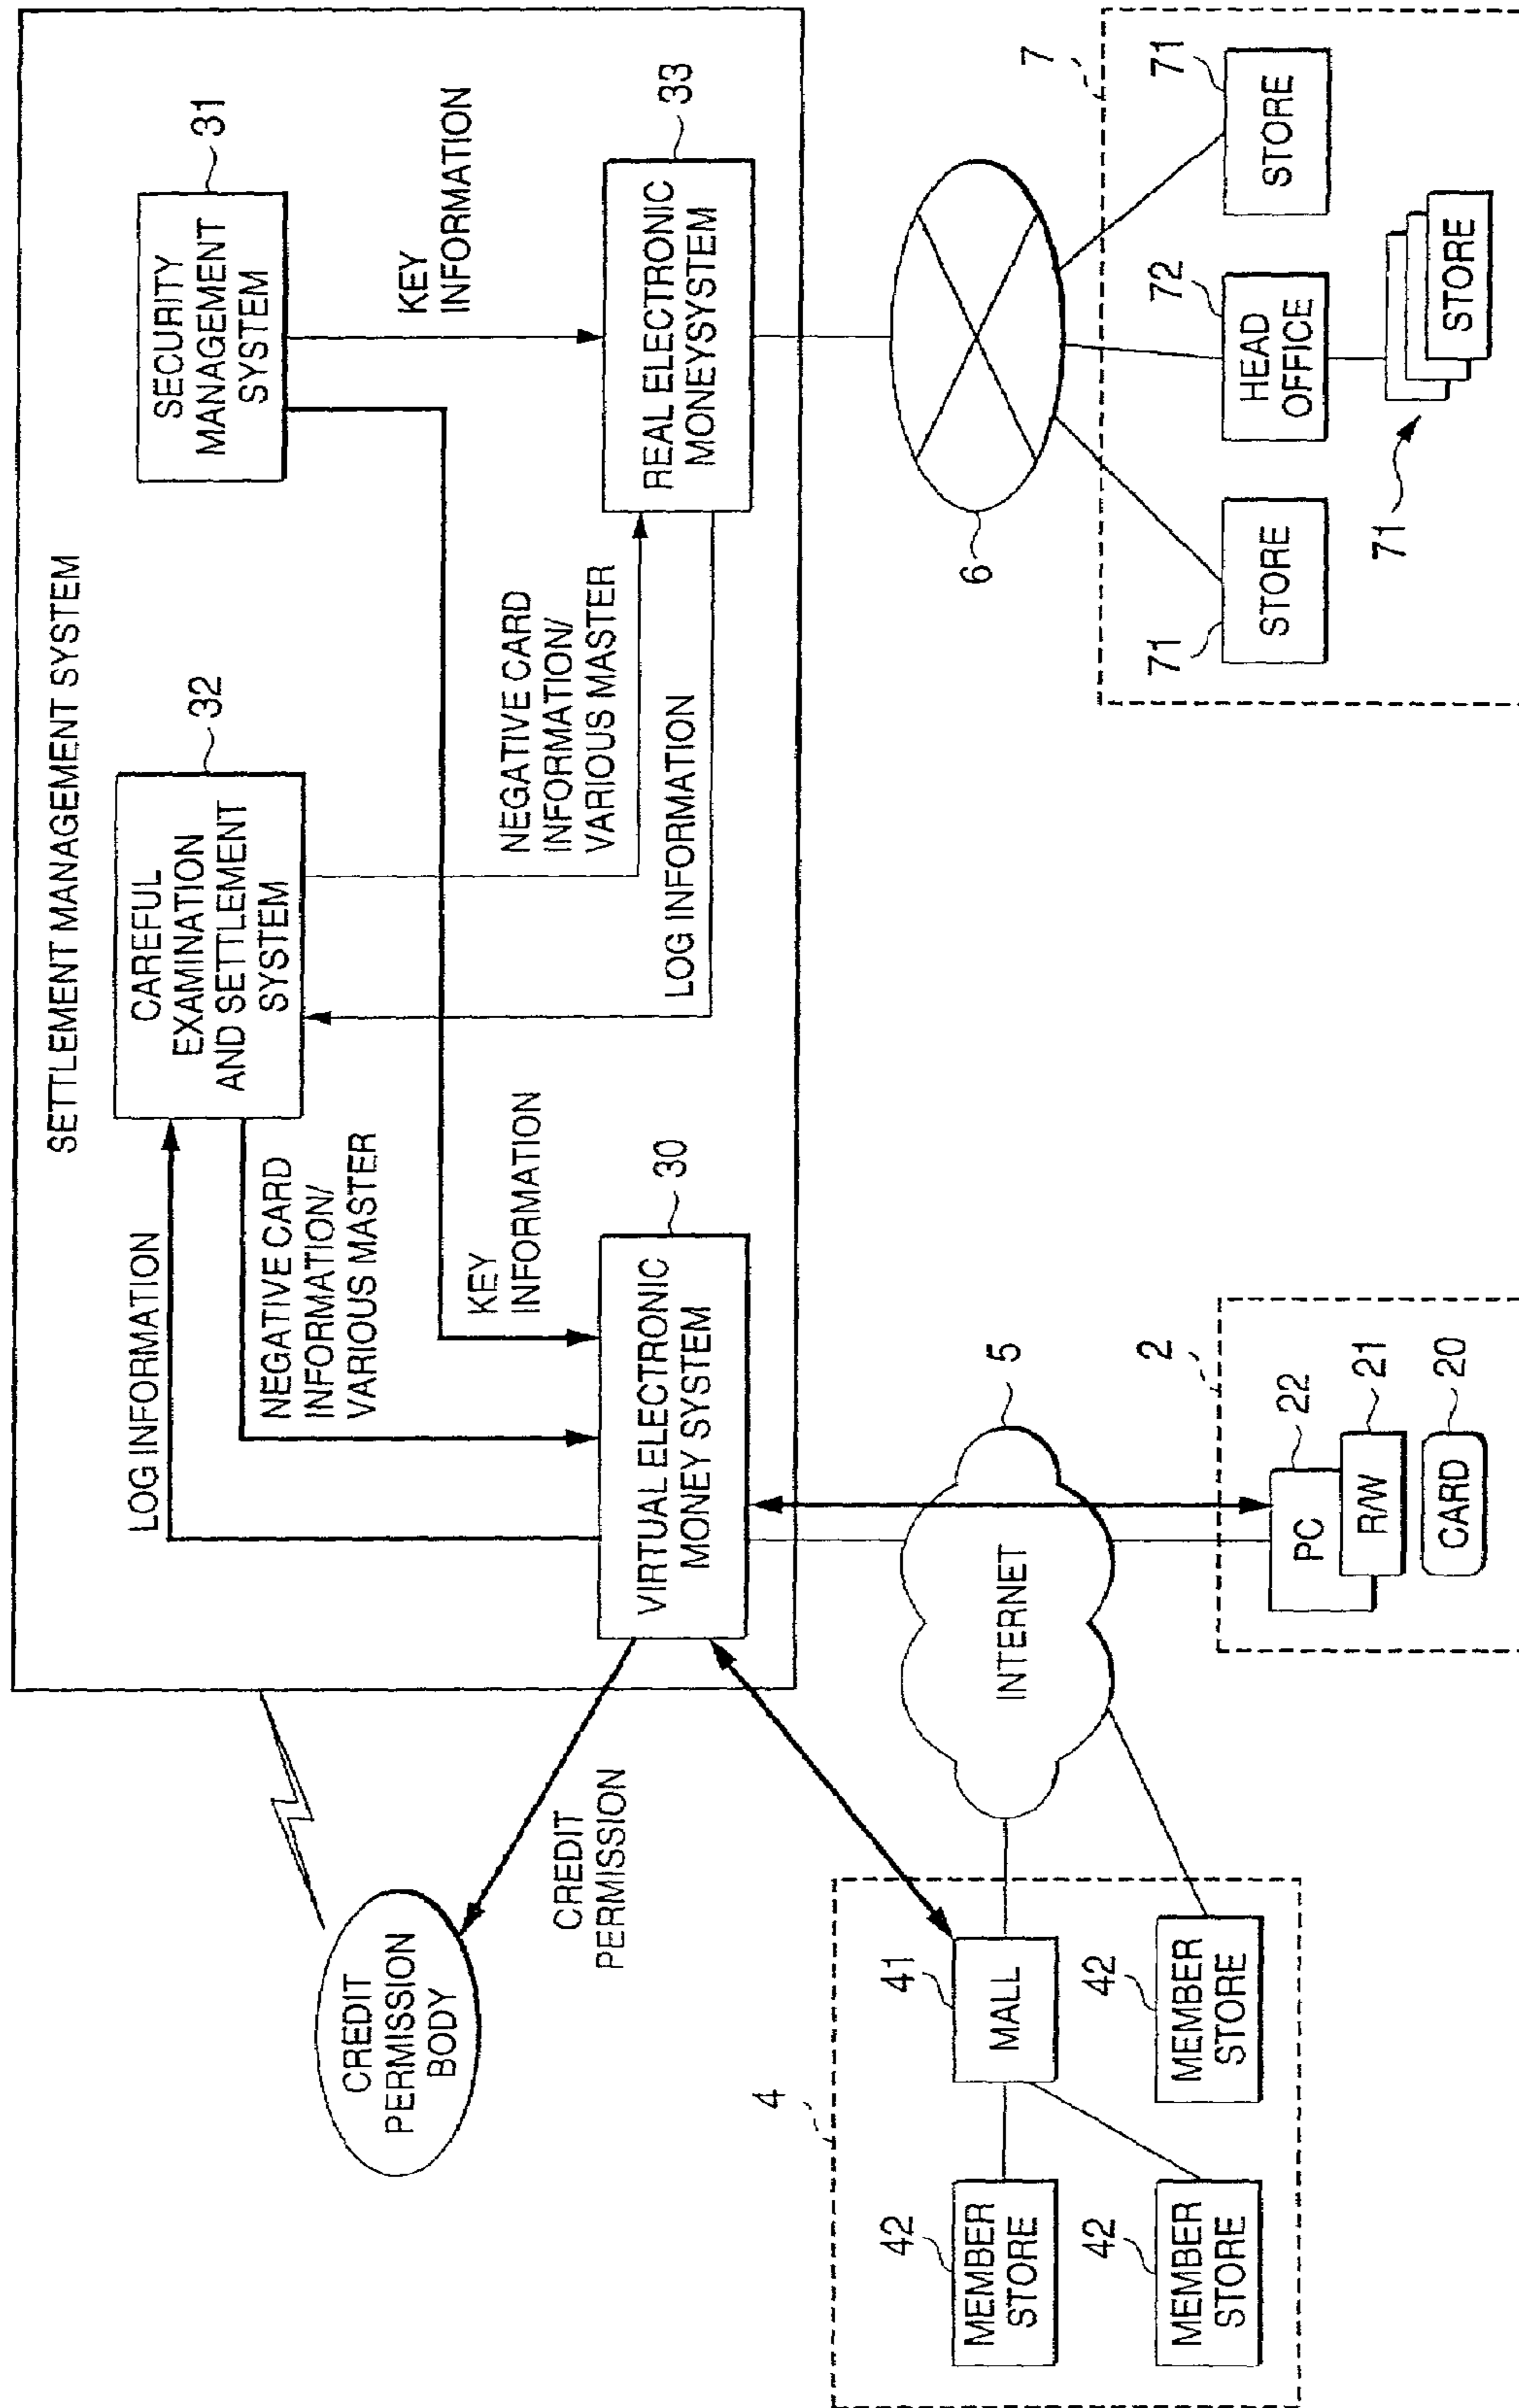 SETTLEMENT MANAGEMENT SYSTEM
CREDIT
PERMISSION
BODY
CREDIT
PERMISSION
LOG INFORMATION
NEGATIVE CARD
INFORMATION/
VARIOUS MASTER
CAREFUL
EXAMINATION
AND SETTLEMENT
SYSTEM
32
SECURITY
MANAGEMENT
SYSTEM
31
KEY
INFORMATION
KEY
INFORMATION
VIRTUAL ELECTRONIC
MONEY SYSTEM
30
NEGATIVE CARD
INFORMATION/
VARIOUS MASTER
LOG INFORMATION
REAL ELECTRONIC
MONEYSYSTEM
33
4
MALL
41
MEMBER
STORE
42
MEMBER
STORE
42
MEMBER
STORE
42
INTERNET
5
2
PC
22
R/W
21
CARD
20
6
7
STORE
71
HEAD
OFFICE
72
STORE
71
STORE
71